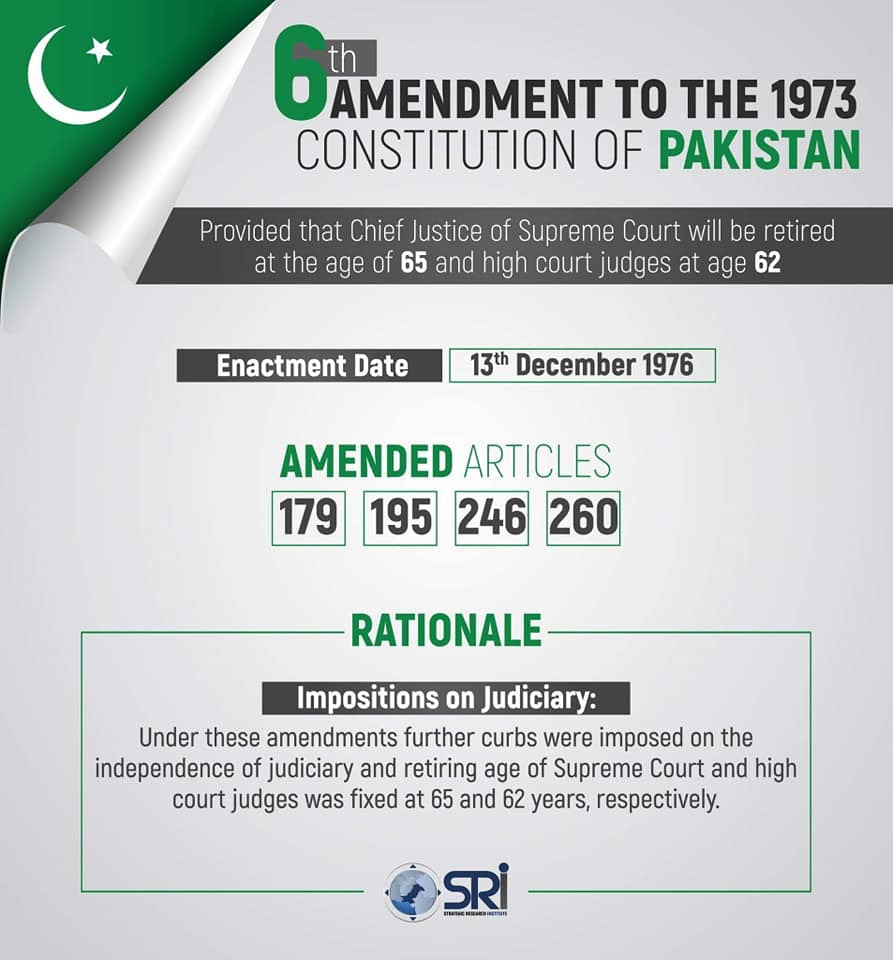 6th
AMENDMENT TO THE 1973
CONSTITUTION OF PAKISTAN
Provided that Chief Justice of Supreme Court will be retired
at the age of 65 and high court judges at age 62
Enactment Date
13th December 1976
AMENDED ARTICLES
179 195 246 260
RATIONALE
Impositions on Judiciary:
Under these amendments further curbs were imposed on the
independence of judiciary and retiring age of Supreme Court and high
court judges was fixed at 65 and 62 years, respectively.
SRi
STRATEGIC RESEARCH INSTITUTE